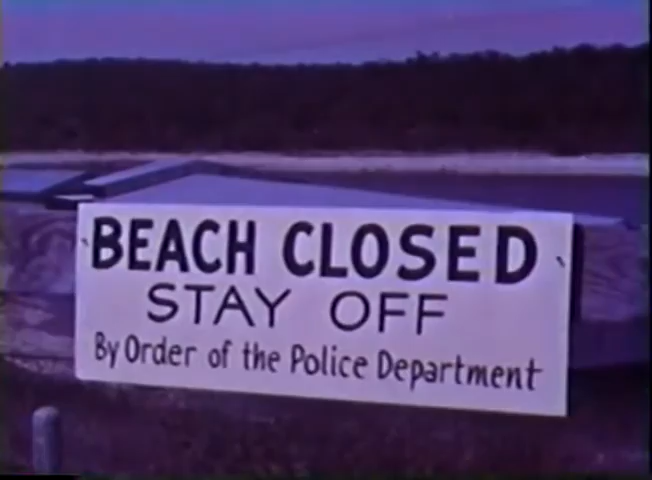 BEACH CLOSED
STAY OFF
By Order of the Police Department